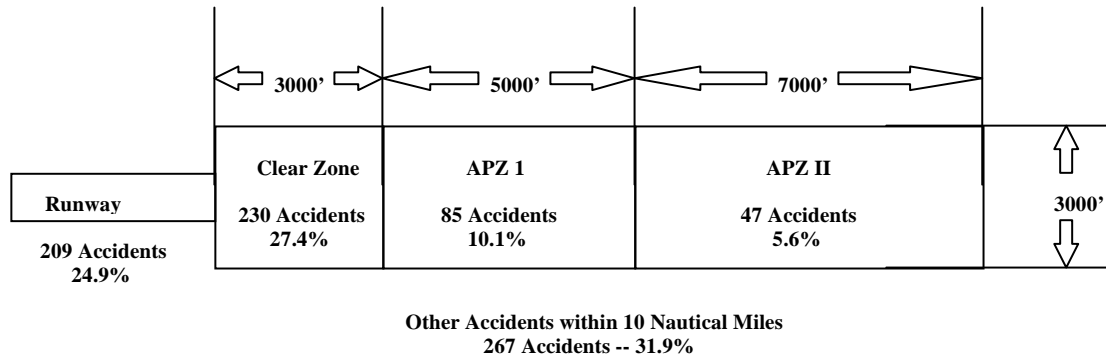 3000’
5000’
7000’
Clear Zone
230 Accidents
27.4%
APZ 1
85 Accidents
10.1%
APZ II
47 Accidents
5.6%
3000’
Runway
209 Accidents
24.9%
Other Accidents within 10 Nautical Miles
267 Accidents -- 31.9%